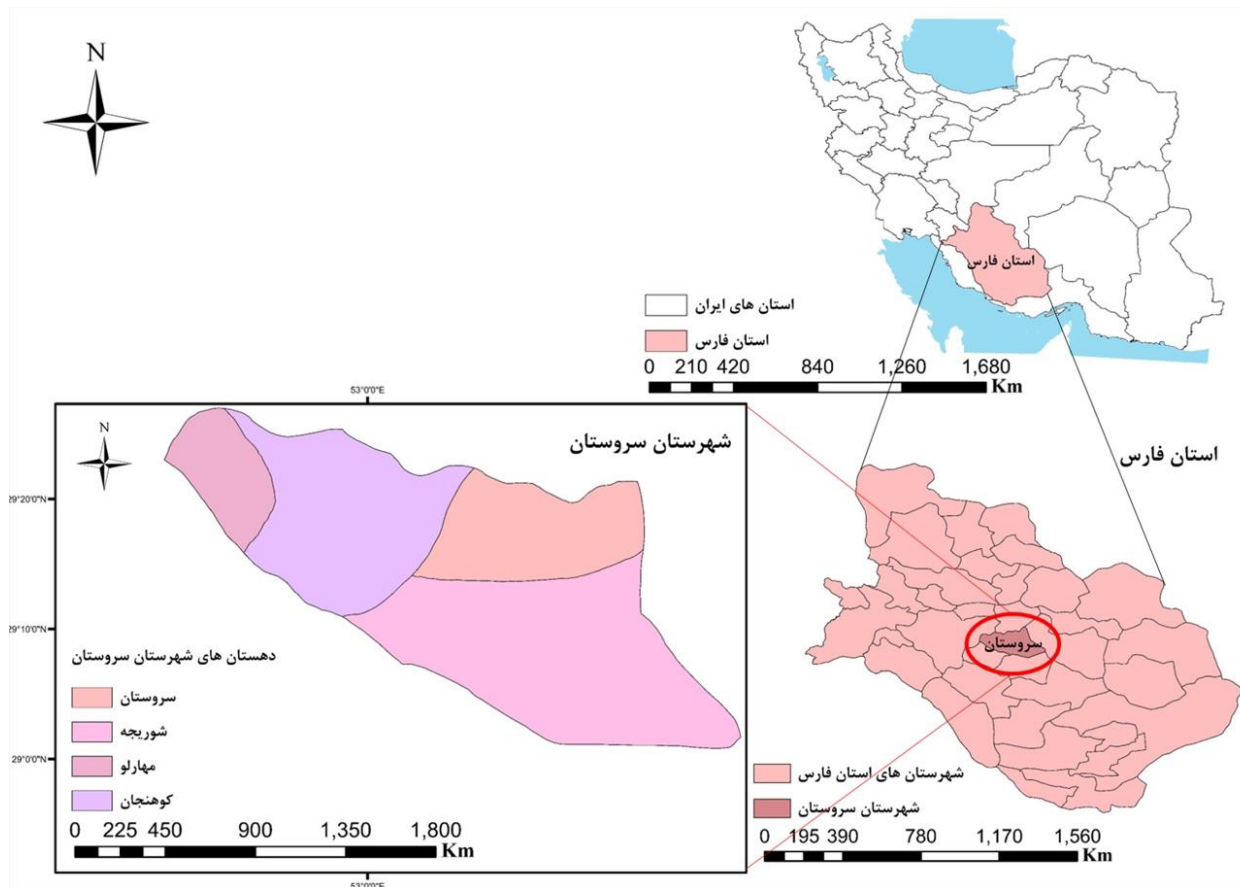 N
استان فارس
استان های ایران
استان فارس
0 210 420 840 1,260 1,680
Km
53°0'0"E
N
شهرستان سروستان
29°20'0"N
29°10'0"N
29°0'0"N
دهستان های شهرستان سروستان
سروستان
شوریجه
مهارلو
کوهنجان
0 225 450 900 1,350 1,800
Km
53°0'0"E
استان فارس
سروستان
شهرستان های استان فارس
شهرستان سروستان
0 195 390 780 1,170 1,560
Km